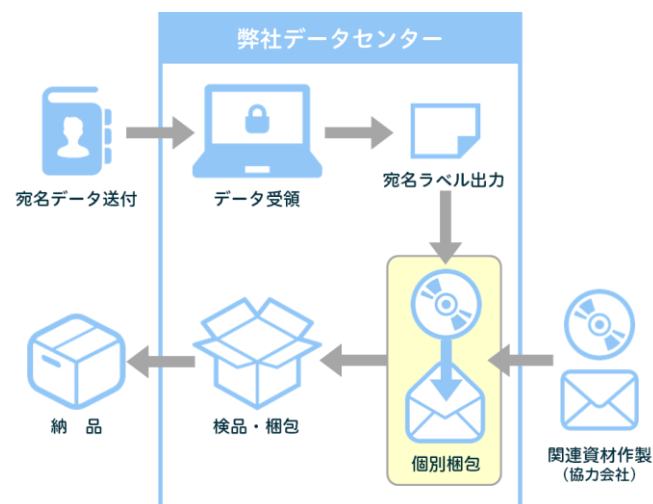 弊社データセンター
宛名データ送付
データ受領
宛名ラベル出力
納　品
検品・梱包
個別梱包
関連資材作製
（協力会社）